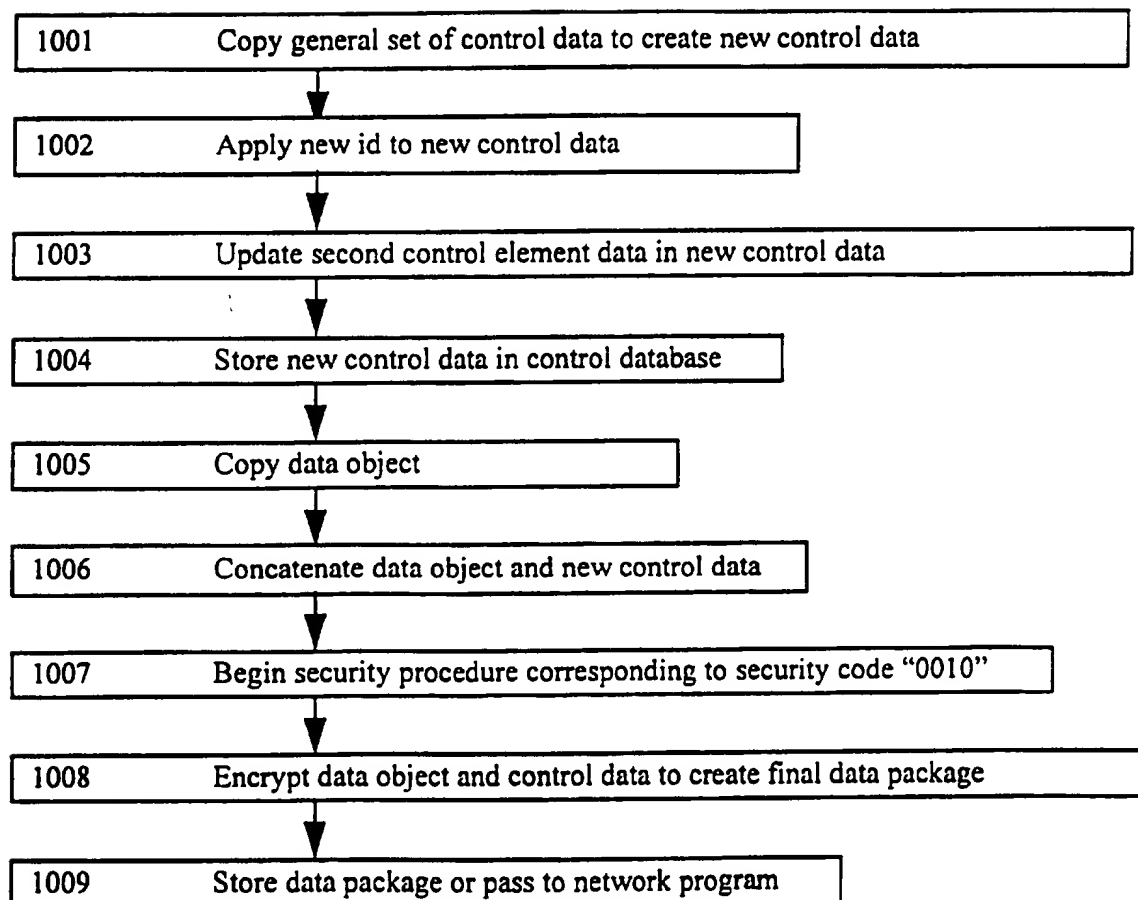 1001 Copy general set of control data to create new control data
1002 Apply new id to new control data
1003 Update second control element data in new control data
1004 Store new control data in control database
1005 Copy data object
1006 Concatenate data object and new control data
1007 Begin security procedure corresponding to security code “0010”
1008 Encrypt data object and control data to create final data package
1009 Store data package or pass to network program